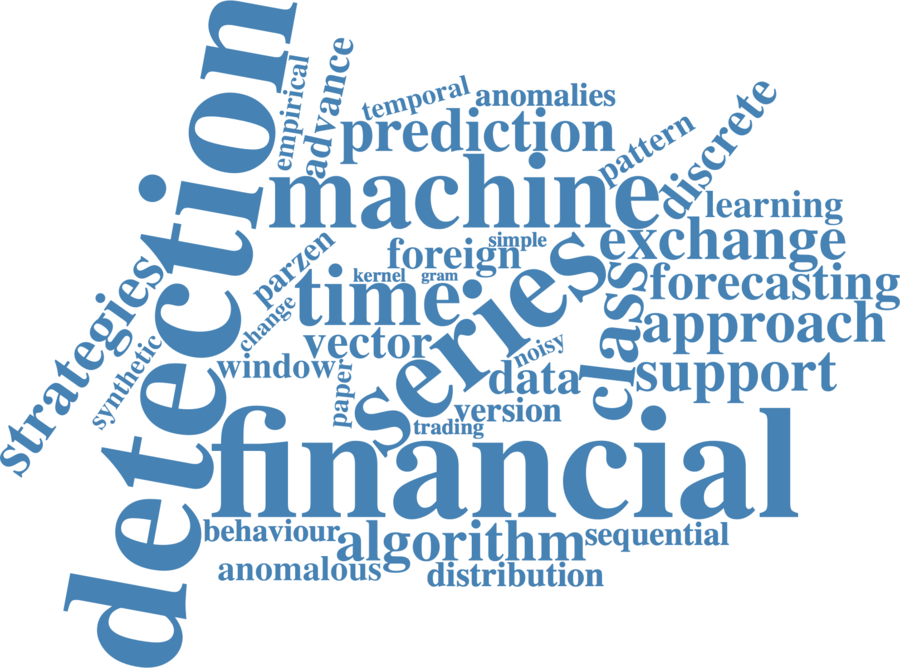 detection
empirical
advance
temporal
anomalies
prediction
pattern
discrete
machine
learning
parzen
foreign
simple
exchange
kernel
gram
time
series
class
forecasting
strategies
change
synthetic
vector
approach
window
paper
noisy
data
support
version
trading
financial
behaviour
algorithm
sequential
anomalous
distribution